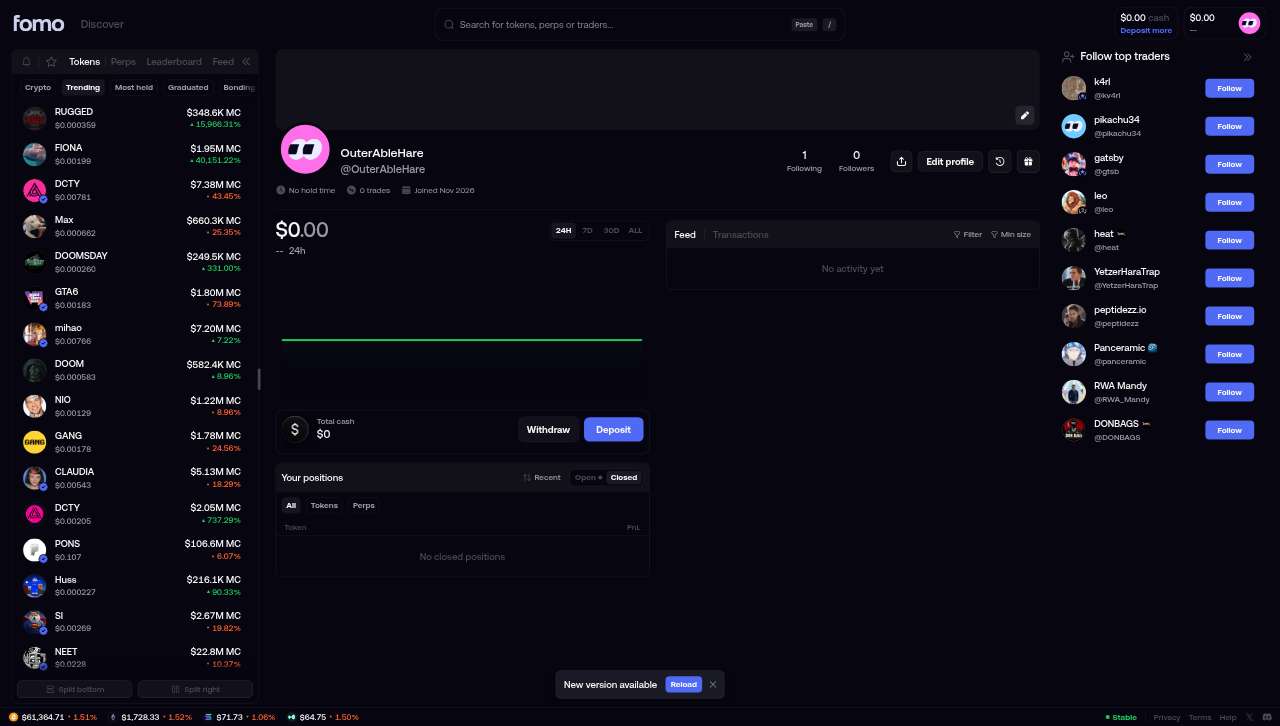 fomo
Discover
Search for tokens, perps or traders...
Paste
/
$0.00 cash
Deposit more
$0.00
--
Tokens
Perps
Leaderboard
Feed
Crypto
Trending
Most held
Graduated
Bonding
RUGGED
$348.6K MC
$0.000359
15,966.31%
FIONA
$1.95M MC
$0.00199
40,151.22%
DCTY
$7.38M MC
$0.00781
43.45%
Max
$660.3K MC
$0.000662
25.35%
DOOMSDAY
$249.5K MC
$0.000260
331.00%
GTA6
$1.80M MC
$0.00183
73.89%
mihao
$7.20M MC
$0.00766
7.22%
DOOM
$582.4K MC
$0.000583
8.96%
NIO
$1.22M MC
$0.00129
8.96%
GANG
$1.78M MC
$0.00178
24.56%
CLAUDIA
$5.13M MC
$0.00543
18.29%
DCTY
$2.05M MC
$0.00205
737.29%
PONS
$106.6M MC
$0.107
6.07%
Huss
$216.1K MC
$0.000227
90.33%
SI
$2.67M MC
$0.00269
19.82%
NEET
$22.8M MC
$0.0228
10.37%
Split bottom
Split right
OuterAbleHare
@OuterAbleHare
No hold time
0 trades
Joined Nov 2026
1
Following
0
Followers
Edit profile
$0.00
-- 24h
24H
7D
30D
ALL
Total cash
$0
Withdraw
Deposit
Your positions
Recent
Open
Closed
All
Tokens
Perps
Token
PnL
No closed positions
Feed
Transactions
Filter
Min size
No activity yet
Follow top traders
k4rl
@kv4rl
Follow
pikachu34
@pikachu34
Follow
gatsby
@gtsb
Follow
leo
@leo
Follow
heat
@heat
Follow
YetzerHaraTrap
@YetzerHaraTrap
Follow
peptidezz.io
@peptidezz
Follow
Panceramic
@panceramic
Follow
RWA Mandy
@RWA_Mandy
Follow
DONBAGS
@DONBAGS
Follow
New version available
Reload
$61,364.71 1.51%
$1,728.33 1.52%
$71.73 1.06%
$64.75 1.50%
Stable
Privacy
Terms
Help